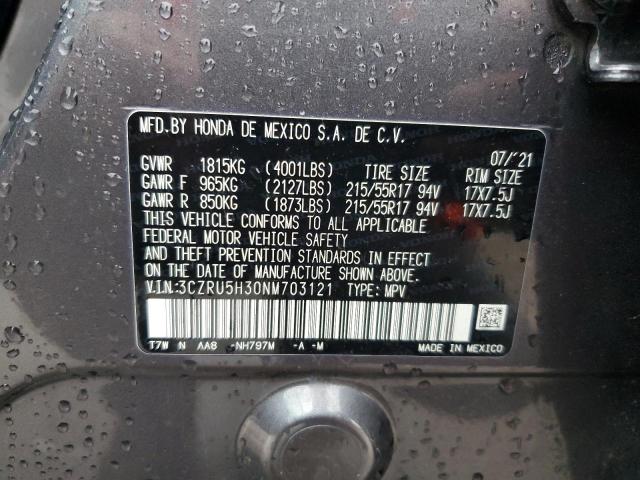 MFD.BY HONDA DE MEXICO S.A. DE C.V.
07/'21
GVWR 1815KG (4001LBS) TIRE SIZE RIM SIZE
GAWR F 965KG (2127LBS) 215/55R17 94V 17X7.5J
GAWR R 850KG (1873LBS) 215/55R17 94V 17X7.5J
THIS VEHICLE CONFORMS TO ALL APPLICABLE
FEDERAL MOTOR VEHICLE SAFETY
AND THEFT PREVENTION STANDARDS IN EFFECT
ON THE DATE OF MANUFACTURE SHOWN ABOVE.
V.I.N.:3CZRU5H30NM703121 TYPE: MPV
T7W N AA8 -NH797M -A -M MADE IN MEXICO